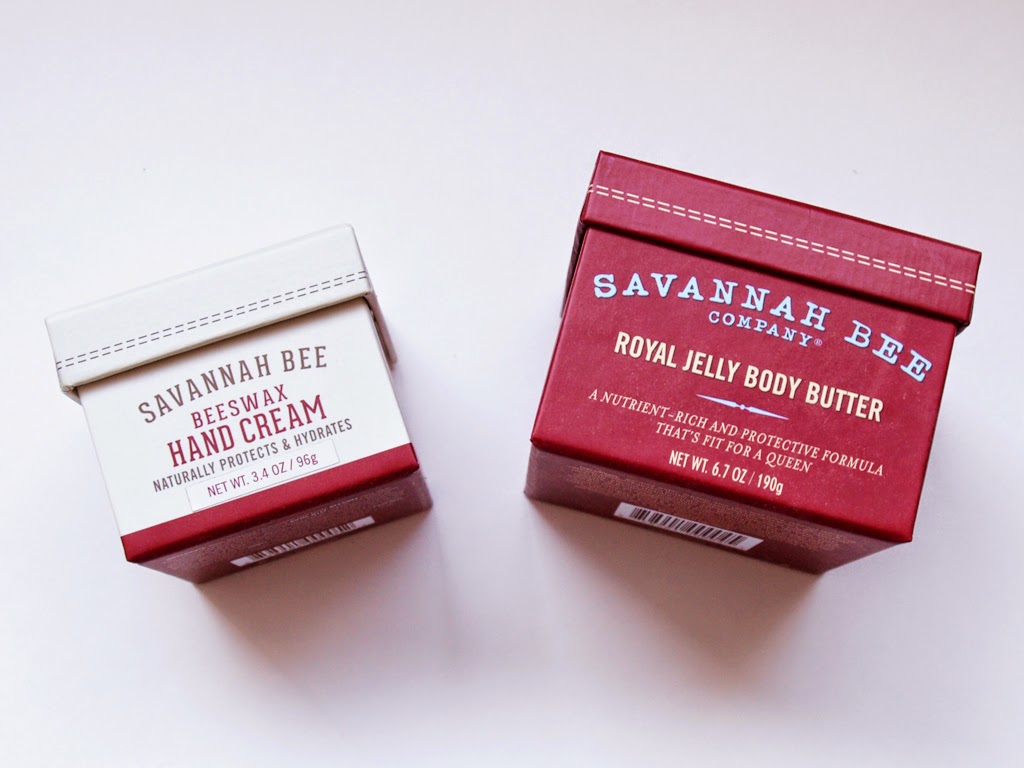 SAVANNAH BEE
BEESWAX
HAND CREAM
NATURALLY PROTECTS & HYDRATES
NET WT. 3.4 OZ / 96g
SAVANNAH BEE
COMPANY®
ROYAL JELLY BODY BUTTER
A NUTRIENT-RICH AND PROTECTIVE FORMULA
THAT'S FIT FOR A QUEEN
NET WT. 6.7 OZ / 190g